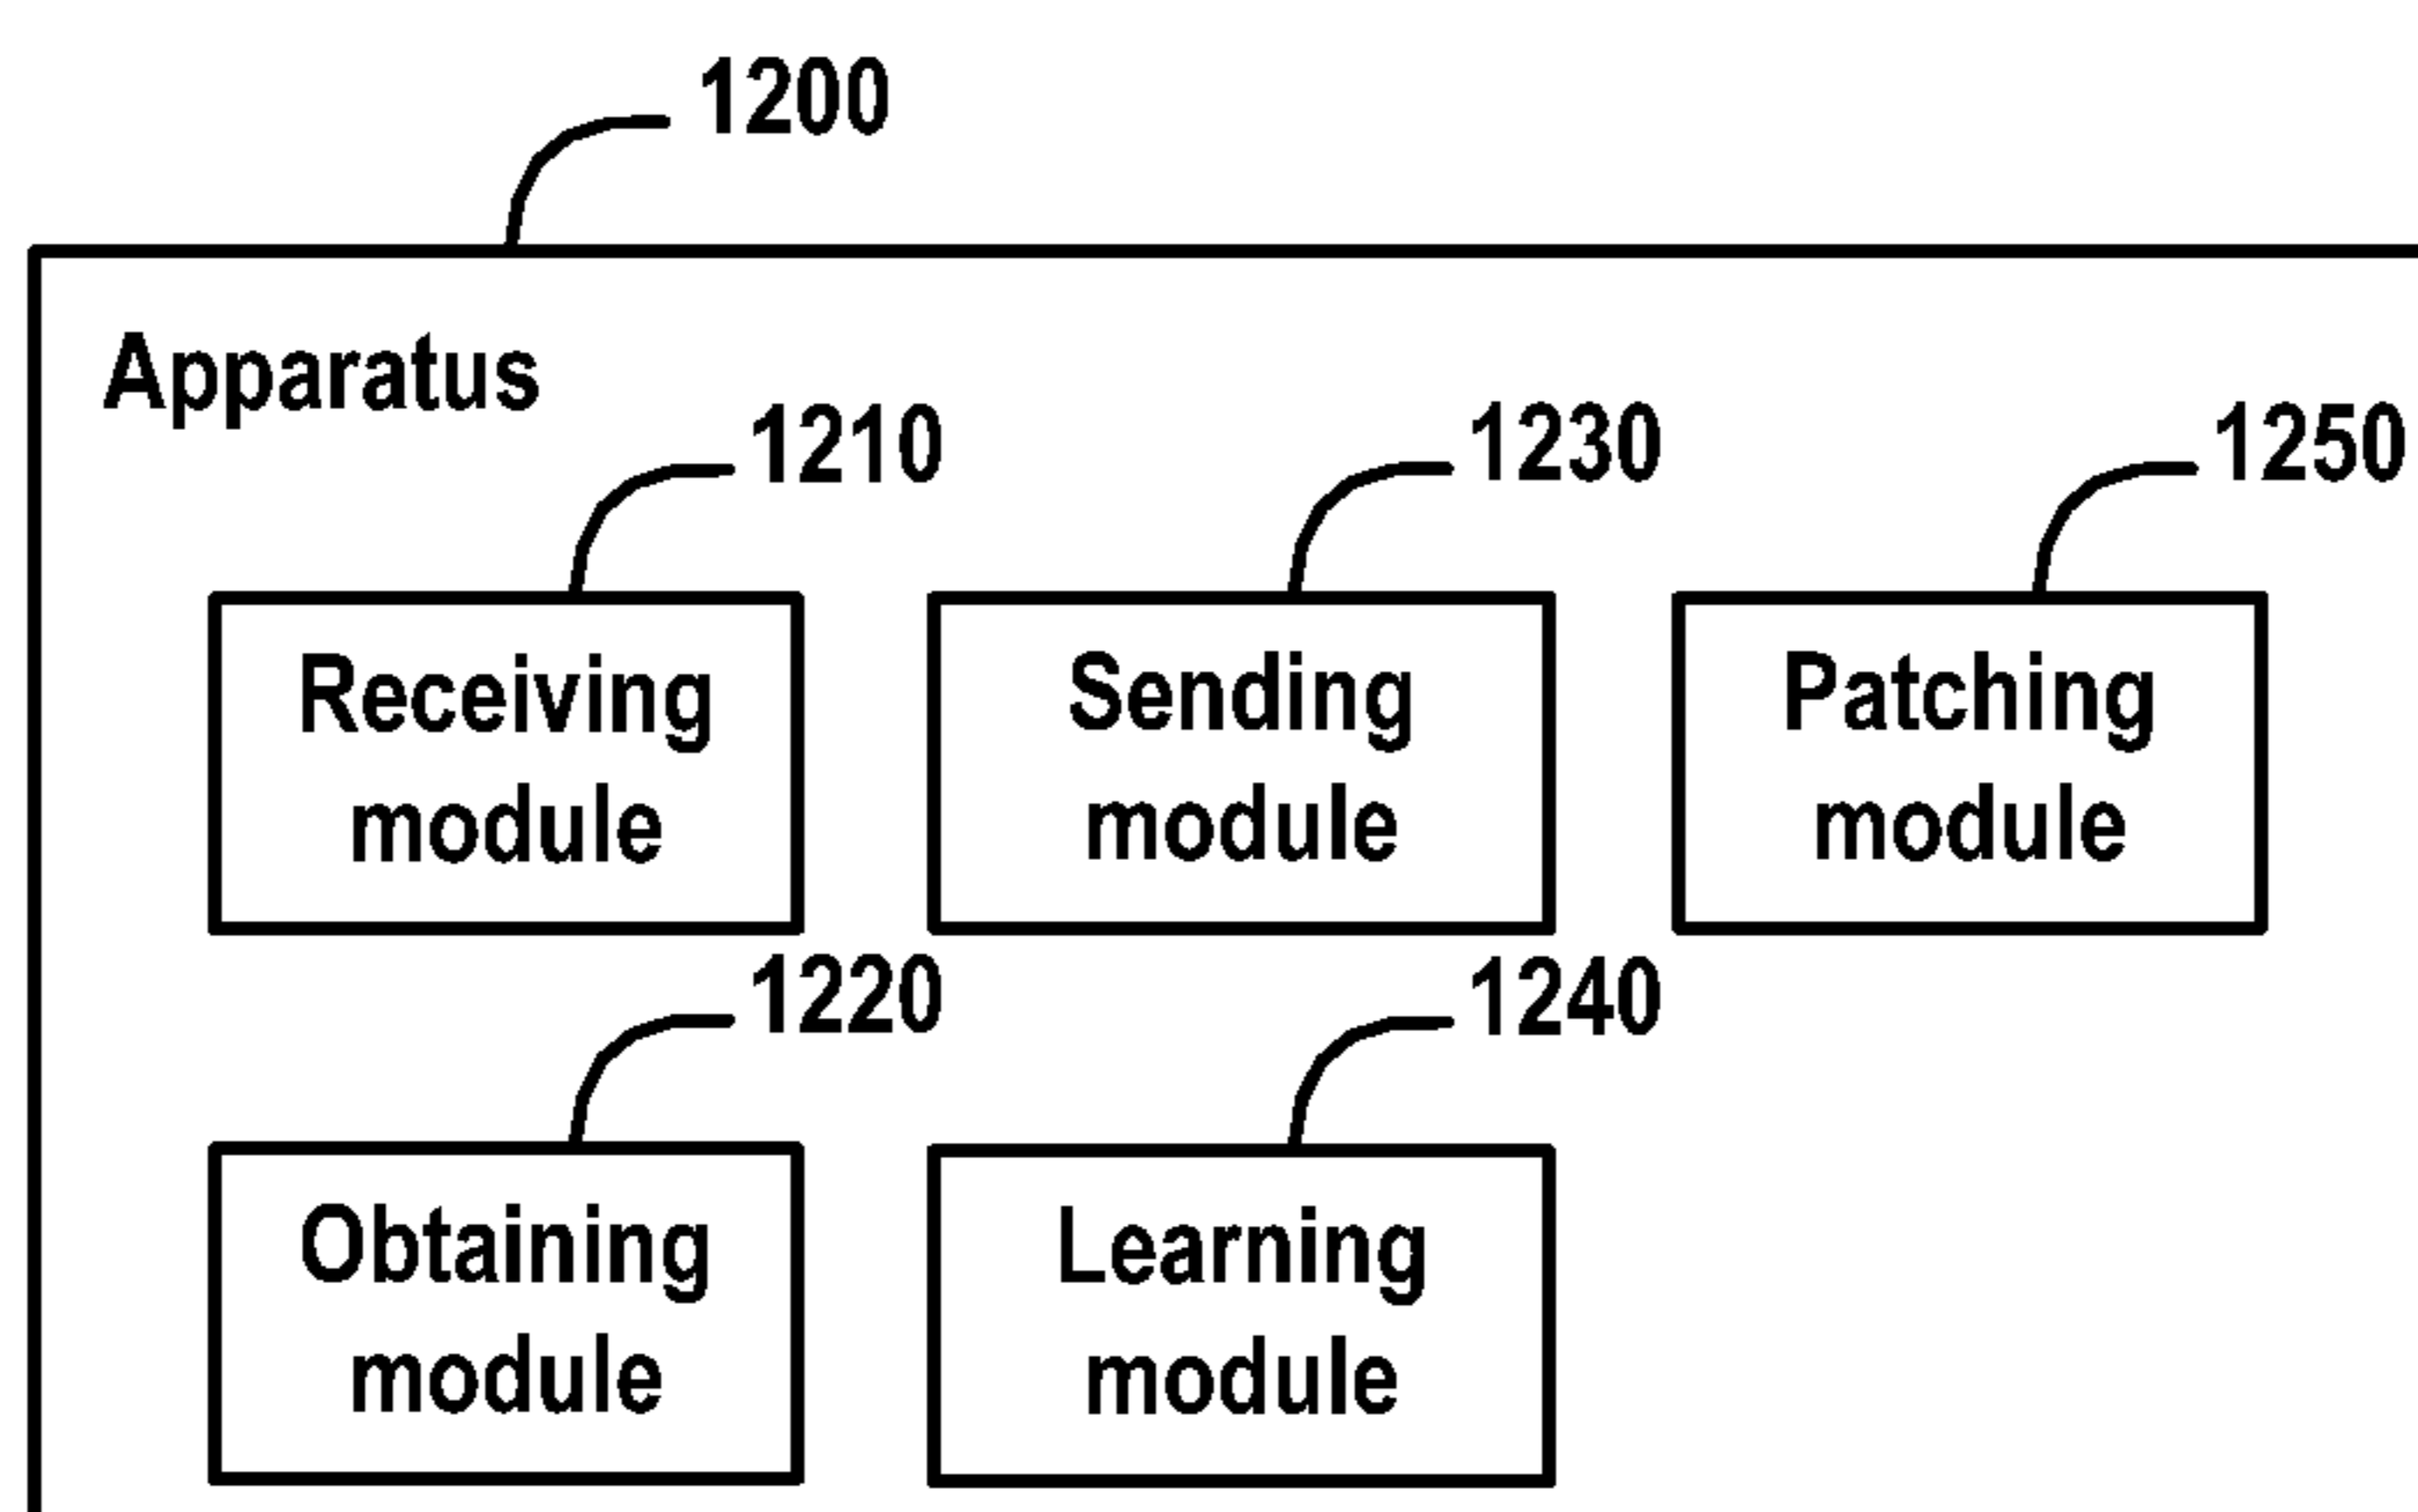 1200
Apparatus
1210
1230
1250
Receiving
module
Sending
module
Patching
module
1220
1240
Obtaining
module
Learning
module